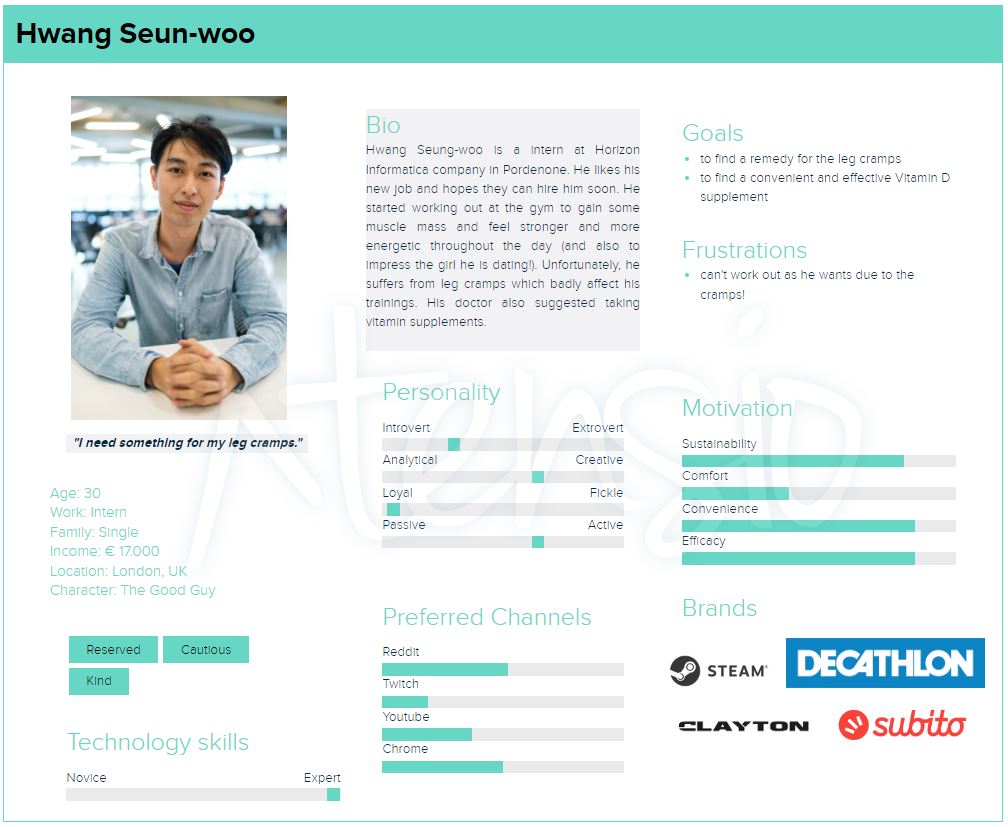 Hwang Seun-woo
"I need something for my leg cramps."
Age: 30
Work: Intern
Family: Single
Income: € 17.000
Location: London, UK
Character: The Good Guy
Reserved
Cautious
Kind
Technology skills
Novice
Expert
Bio
Hwang Seung-woo is a intern at Horizon
Informatica company in Pordenone. He likes his
new job and hopes they can hire him soon. He
started working out at the gym to gain some
muscle mass and feel stronger and more
energetic throughout the day (and also to
impress the girl he is dating!). Unfortunately, he
suffers from leg cramps which badly affect his
trainings. His doctor also suggested taking
vitamin supplements.
Personality
Introvert
Extrovert
Analytical
Creative
Loyal
Fickle
Passive
Active
Preferred Channels
Reddit
Twitch
Youtube
Chrome
Goals
to find a remedy for the leg cramps
to find a convenient and effective Vitamin D
supplement
Frustrations
can't work out as he wants due to the
cramps!
Motivation
Sustainability
Comfort
Convenience
Efficacy
Brands
STEAM®
DECATHLON
CLAYTON
subito
Xtensio